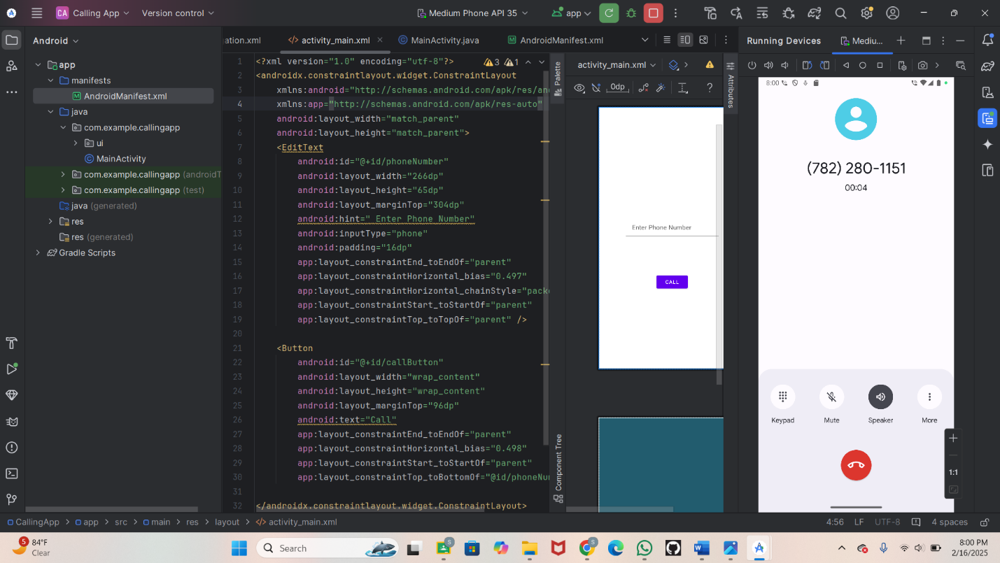 CA Calling App
Version control
Medium Phone API 35
app
Android
ation.xml
activity_main.xml
MainActivity.java
AndroidManifest.xml
Running Devices
Mediu...
app
manifests
AndroidManifest.xml
java
com.example.callingapp
ui
MainActivity
com.example.callingapp (androidT
com.example.callingapp (test)
java (generated)
res
res (generated)
Gradle Scripts
3 1
1 <?xml version="1.0" encoding="utf-8"?>
2 <androidx.constraintlayout.widget.ConstraintLayout
3 xmlns:android="http://schemas.android.com/apk/res/an
4 xmlns:app="http://schemas.android.com/apk/res-auto"
5 android:layout_width="match_parent"
6 android:layout_height="match_parent">
7 <EditText
8 android:id="@+id/phoneNumber"
9 android:layout_width="266dp"
10 android:layout_height="65dp"
11 android:layout_marginTop="304dp"
12 android:hint=" Enter Phone Number"
13 android:inputType="phone"
14 android:padding="16dp"
15 app:layout_constraintEnd_toEndOf="parent"
16 app:layout_constraintHorizontal_bias="0.497"
17 app:layout_constraintHorizontal_chainStyle="packe
18 app:layout_constraintStart_toStartOf="parent"
19 app:layout_constraintTop_toTopOf="parent" />
20
21 <Button
22 android:id="@+id/callButton"
23 android:layout_width="wrap_content"
24 android:layout_height="wrap_content"
25 android:layout_marginTop="96dp"
26 android:text="Call"
27 app:layout_constraintEnd_toEndOf="parent"
28 app:layout_constraintHorizontal_bias="0.498"
29 app:layout_constraintStart_toStartOf="parent"
30 app:layout_constraintTop_toBottomOf="@id/phoneNu
31
32 </androidx.constraintlayout.widget.ConstraintLayout>
Palette
Component Tree
activity_main.xml
0dp
Attributes
Enter Phone Number
CALL
8:00
(782) 280-1151
00:04
Keypad
Mute
Speaker
More
1:1
CallingApp > app > src > main > res > layout > activity_main.xml
4:56 LF UTF-8 4 spaces
5
84°F
Clear
Search
S
S
8:00 PM
2/16/2025